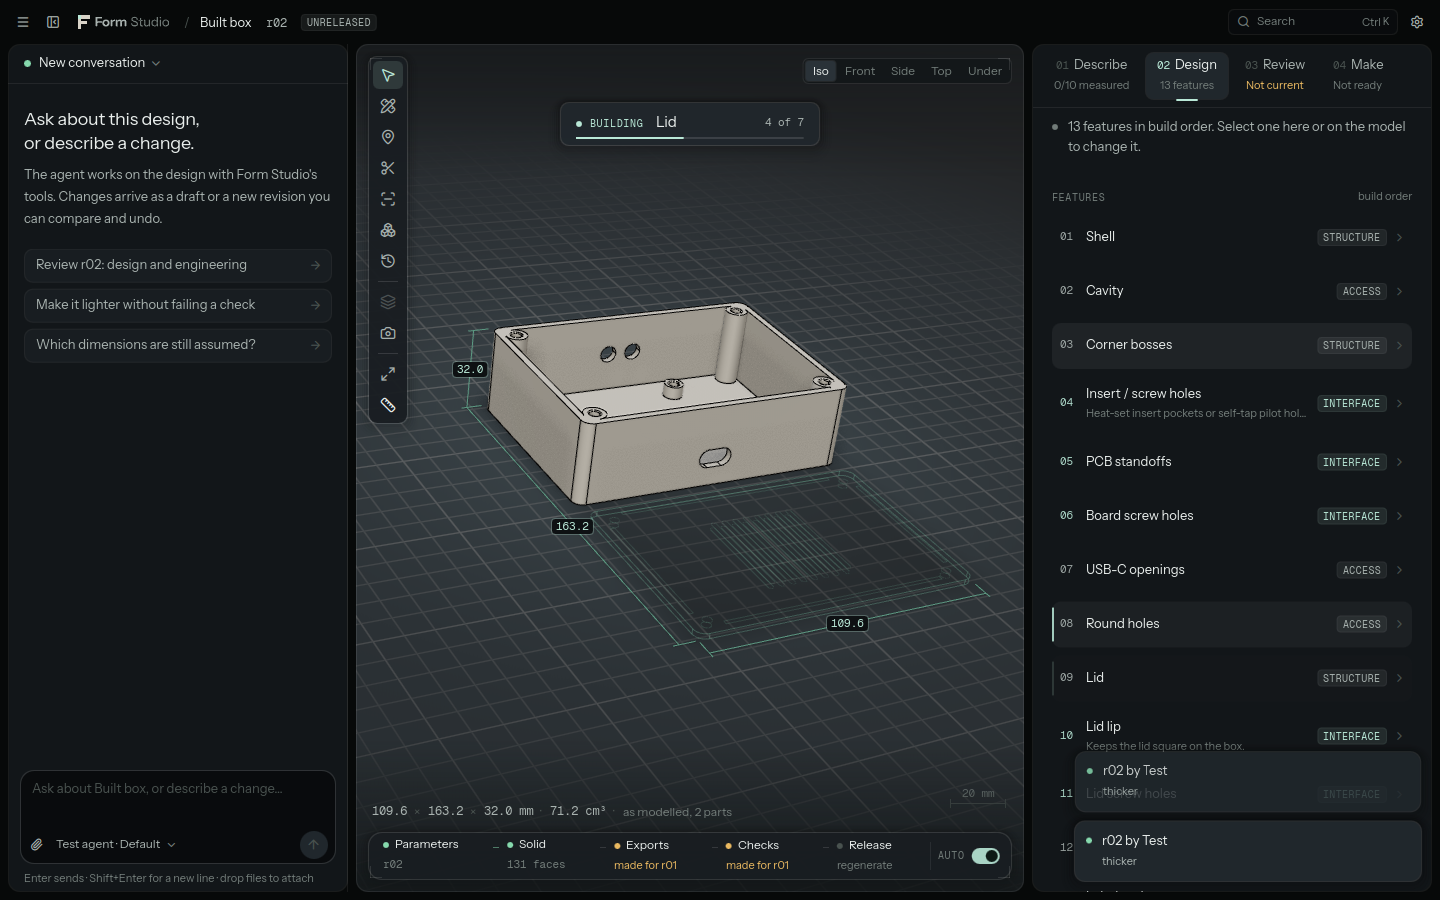 Form Studio / Built box r02 UNRELEASED
Search Ctrl K
New conversation
Ask about this design,
or describe a change.
The agent works on the design with Form Studio's
tools. Changes arrive as a draft or a new revision you
can compare and undo.
Review r02: design and engineering
Make it lighter without failing a check
Which dimensions are still assumed?
Ask about Built box, or describe a change...
Test agent · Default
Enter sends · Shift+Enter for a new line · drop files to attach
Iso Front Side Top Under
BUILDING Lid 4 of 7
32.0
163.2
109.6
20 mm
109.6 × 163.2 × 32.0 mm · 71.2 cm³ · as modelled, 2 parts
Parameters
r02
Solid
131 faces
Exports
made for r01
Checks
made for r01
Release
regenerate
AUTO
01 Describe
0/10 measured
02 Design
13 features
03 Review
Not current
04 Make
Not ready
13 features in build order. Select one here or on the model
to change it.
FEATURES build order
01 Shell STRUCTURE
02 Cavity ACCESS
03 Corner bosses STRUCTURE
04 Insert / screw holes INTERFACE
Heat-set insert pockets or self-tap pilot hol...
05 PCB standoffs INTERFACE
06 Board screw holes INTERFACE
07 USB-C openings ACCESS
08 Round holes ACCESS
09 Lid STRUCTURE
10 Lid lip INTERFACE
Keeps the lid square on the box.
r02 by Test
thicker
11 Lid screw holes INTERFACE
12
r02 by Test
thicker